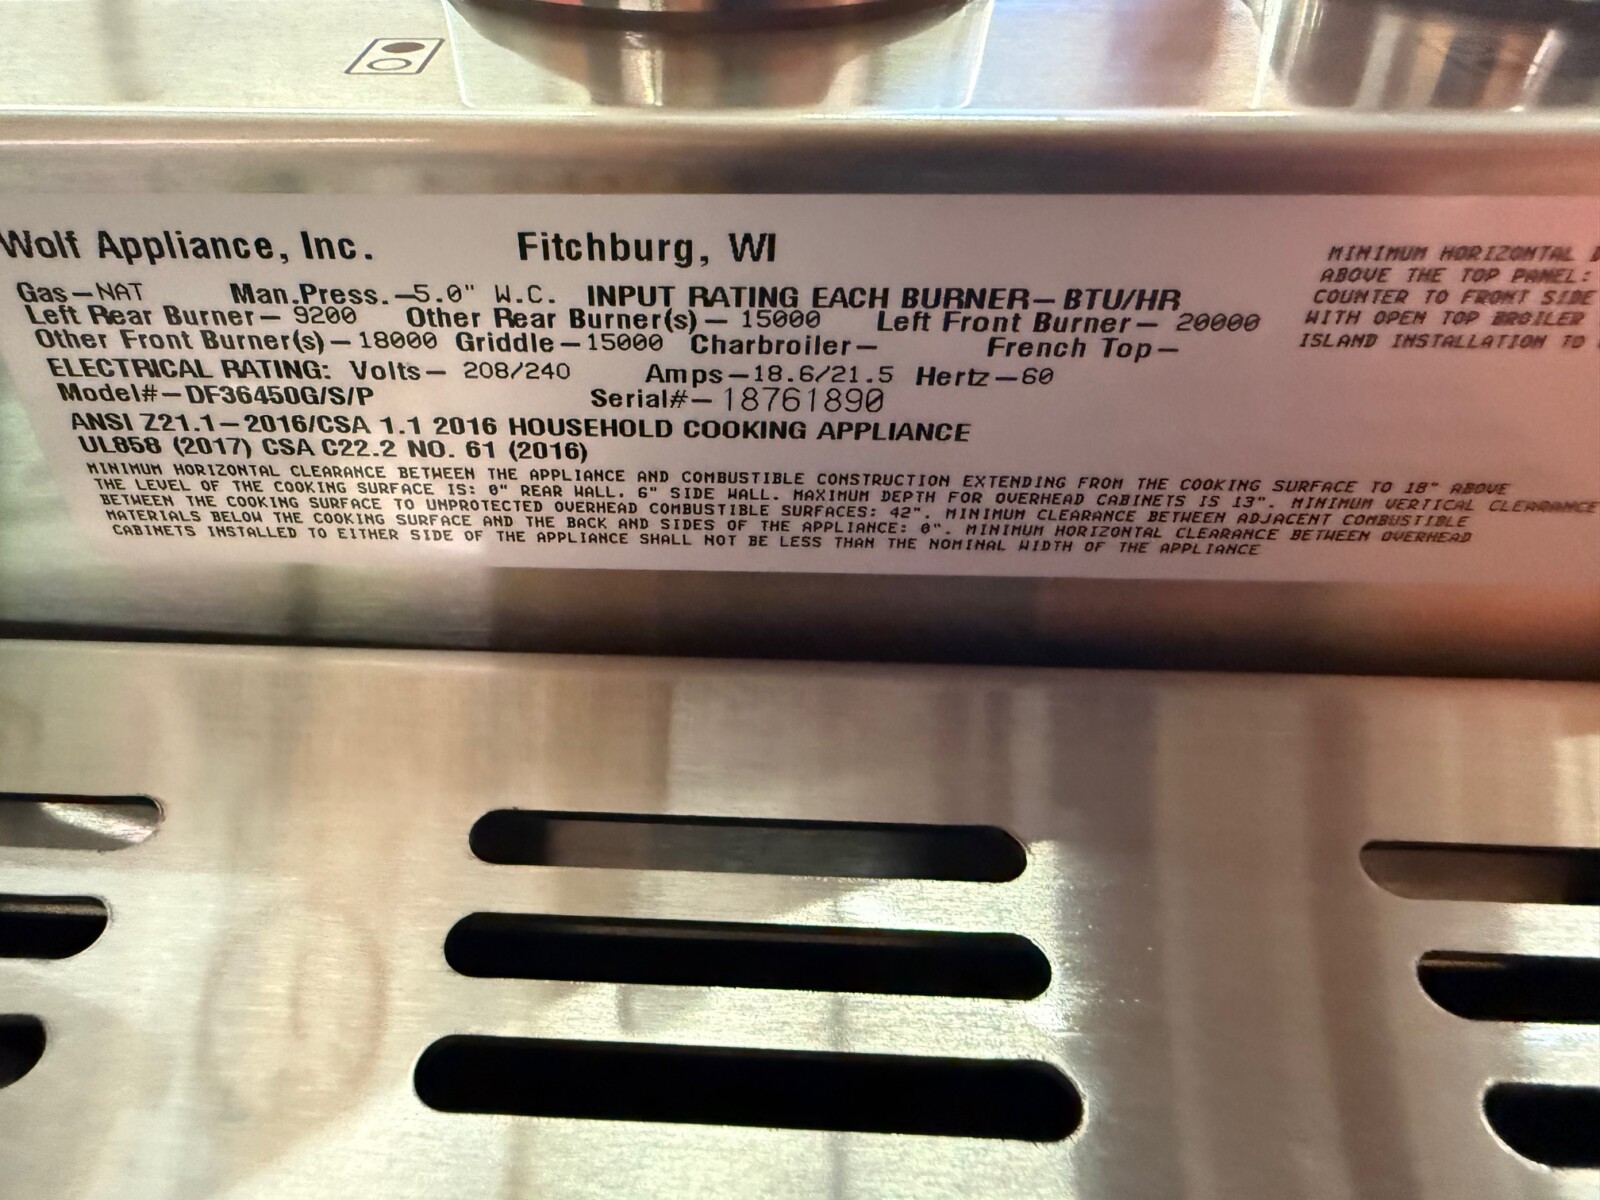 Wolf Appliance, Inc. Fitchburg, WI
Gas—NAT Man.Press.—5.0" W.C. INPUT RATING EACH BURNER—BTU/HR
Left Rear Burner— 9200 Other Rear Burner(s)— 15000 Left Front Burner— 20000
Other Front Burner(s)—18000 Griddle—15000 Charbroiler— French Top—
ELECTRICAL RATING: Volts— 208/240 Amps—18.6/21.5 Hertz—60
Model#—DF36450G/S/P Serial#—18761890
ANSI Z21.1—2016/CSA 1.1 2016 HOUSEHOLD COOKING APPLIANCE
UL858 (2017) CSA C22.2 NO. 61 (2016)
MINIMUM HORIZONTAL CLEARANCE BETWEEN THE APPLIANCE AND COMBUSTIBLE CONSTRUCTION EXTENDING FROM THE COOKING SURFACE TO 18" ABOVE
THE LEVEL OF THE COOKING SURFACE IS: 0" REAR WALL. 6" SIDE WALL. MAXIMUM DEPTH FOR OVERHEAD CABINETS IS 13". MINIMUM VERTICAL CLEARANCE
BETWEEN THE COOKING SURFACE TO UNPROTECTED OVERHEAD COMBUSTIBLE SURFACES: 42". MINIMUM CLEARANCE BETWEEN ADJACENT COMBUSTIBLE
MATERIALS BELOW THE COOKING SURFACE AND THE BACK AND SIDES OF THE APPLIANCE: 0". MINIMUM HORIZONTAL CLEARANCE BETWEEN OVERHEAD
CABINETS INSTALLED TO EITHER SIDE OF THE APPLIANCE SHALL NOT BE LESS THAN THE NOMINAL WIDTH OF THE APPLIANCE
MINIMUM HORIZONTAL
ABOVE THE TOP PANEL:
COUNTER TO FRONT SIDE
WITH OPEN TOP BROILER
ISLAND INSTALLATION TO